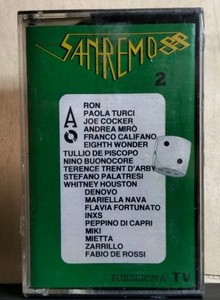 SANREMO 88
2
RON
PAOLA TURCI
JOE COCKER
ANDREA MIRÒ
FRANCO CALIFANO
EIGHTH WONDER
TULLIO DE PISCOPO
NINO BUONOCORE
TERENCE TRENT D'ARBY
STEFANO PALATRESI
WHITNEY HOUSTON
DENOVO
MARIELLA NAVA
FLAVIA FORTUNATO
INXS
PEPPINO DI CAPRI
MIKI
MIETTA
ZARRILLO
FABIO DE ROSSI
PUBBLICITÀ TV